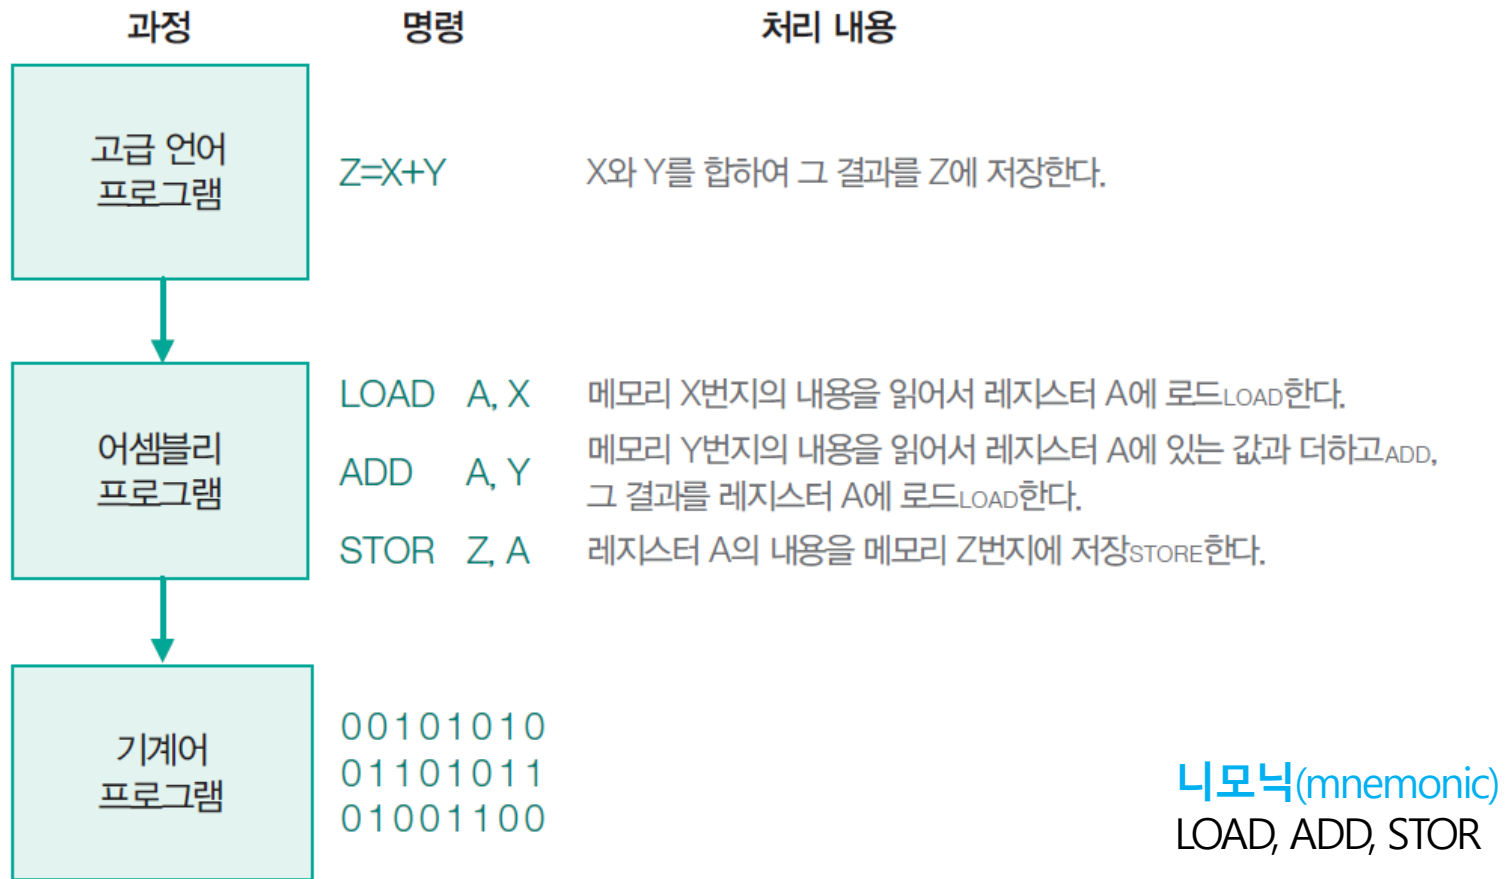 과정 명령 처리 내용
고급 언어
프로그램
Z=X+Y X와 Y를 합하여 그 결과를 Z에 저장한다.
어셈블리
프로그램
LOAD A, X 메모리 X번지의 내용을 읽어서 레지스터 A에 로드LOAD한다.
ADD A, Y 메모리 Y번지의 내용을 읽어서 레지스터 A에 있는 값과 더하고ADD,
그 결과를 레지스터 A에 로드LOAD한다.
STOR Z, A 레지스터 A의 내용을 메모리 Z번지에 저장STORE한다.
기계어
프로그램
00101010
01101011
01001100
니모닉(mnemonic)
LOAD, ADD, STOR